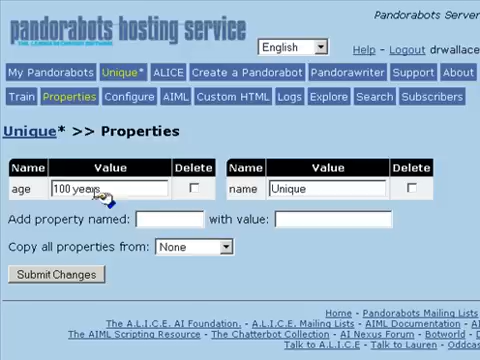 Pandorabots Server
pandorabots hosting service
English
Help - Logout drwallace
My Pandorabots Unique* ALICE Create a Pandorabot Pandorawriter Support About
Train Properties Configure AIML Custom HTML Logs Explore Search Subscribers
Unique* >> Properties
Name Value Delete Name Value Delete
age 100 years name Unique
Add property named: with value:
Copy all properties from: None
Submit Changes
Home - Pandorabots Mailing Lists
The A.L.I.C.E. AI Foundation. - A.L.I.C.E. Mailing Lists - AIML Documentation - A
The AIML Scripting Resource - The Chatterbot Collection - AI Nexus Forum - Botworld -
Talk to A.L.I.C.E - Talk to Lauren - Oddcas